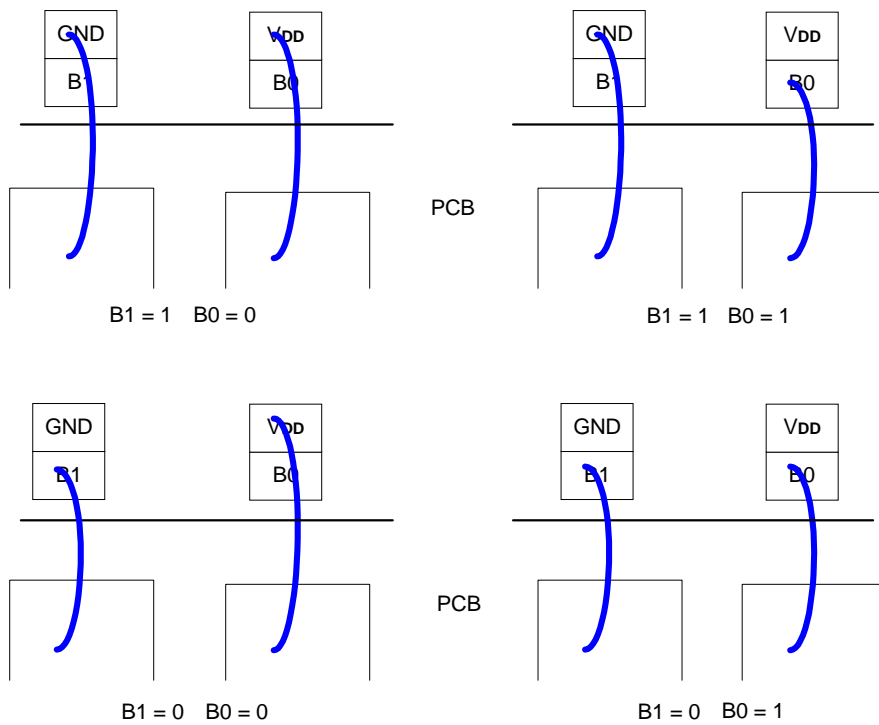 GND VDD GND VDD
B1 B0 B1 B0
PCB
B1 = 1 B0 = 0 B1 = 1 B0 = 1
GND VDD GND VDD
B1 B0 B1 B0
PCB
B1 = 0 B0 = 0 B1 = 0 B0 = 1